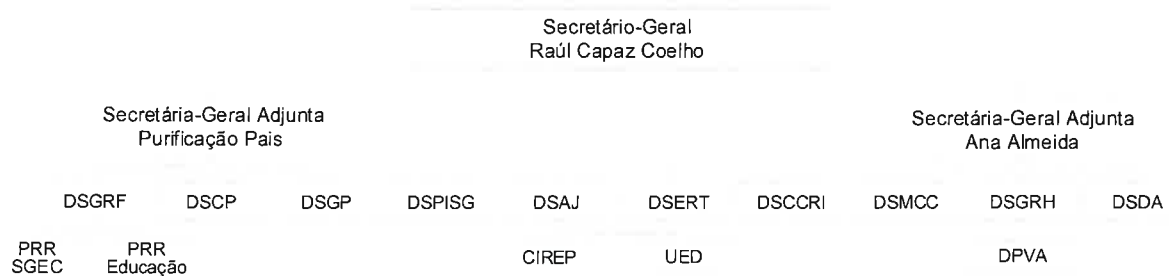 Secretário-Geral
Raúl Capaz Coelho
Secretária-Geral Adjunta
Purificação Pais
Secretária-Geral Adjunta
Ana Almeida
DSGRF DSCP DSGP DSPISG DSAJ DSERT DSCCRI DSMCC DSGRH DSDA
PRR
SGEC
PRR
Educação
CIREP
UED
DPVA